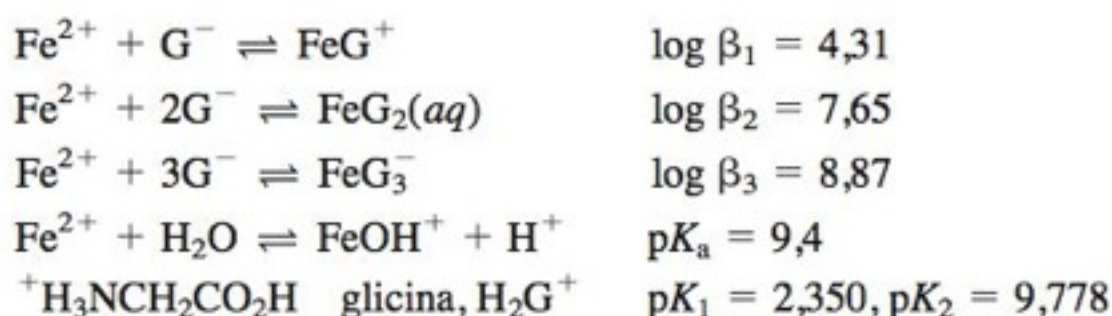 Fe²⁺ + G⁻ ⇌ FeG⁺ log β₁ = 4,31
Fe²⁺ + 2G⁻ ⇌ FeG₂(aq) log β₂ = 7,65
Fe²⁺ + 3G⁻ ⇌ FeG₃⁻ log β₃ = 8,87
Fe²⁺ + H₂O ⇌ FeOH⁺ + H⁺ pKₐ = 9,4
⁺H₃NCH₂CO₂H glicina, H₂G⁺ pK₁ = 2,350, pK₂ = 9,778